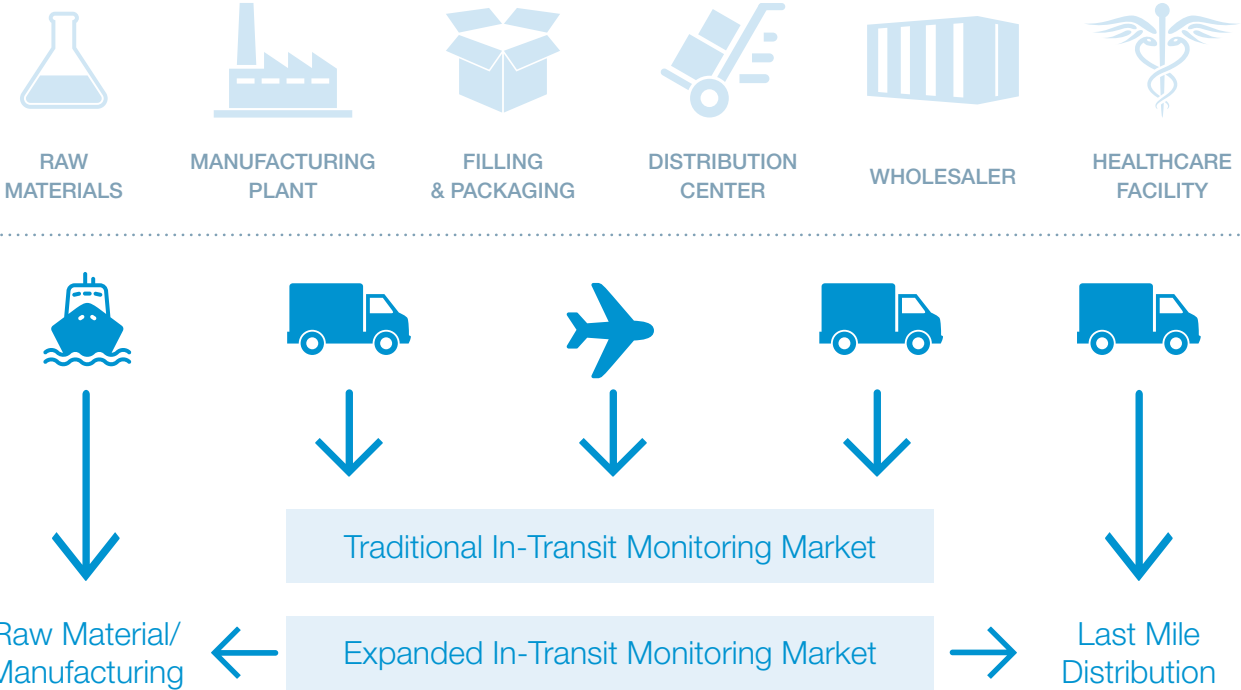 RAW
MATERIALS
MANUFACTURING
PLANT
FILLING
& PACKAGING
DISTRIBUTION
CENTER
WHOLESALER
HEALTHCARE
FACILITY
Traditional In-Transit Monitoring Market
Raw Material/
Manufacturing
Expanded In-Transit Monitoring Market
Last Mile
Distribution